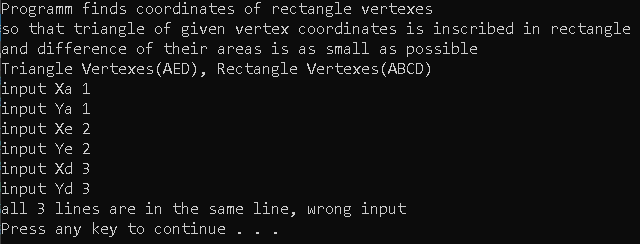 Programm finds coordinates of rectangle vertexes
so that triangle of given vertex coordinates is inscribed in rectangle
and difference of their areas is as small as possible
Triangle Vertexes(AED), Rectangle Vertexes(ABCD)
input Xa 1
input Ya 1
input Xe 2
input Ye 2
input Xd 3
input Yd 3
all 3 lines are in the same line, wrong input
Press any key to continue . . .